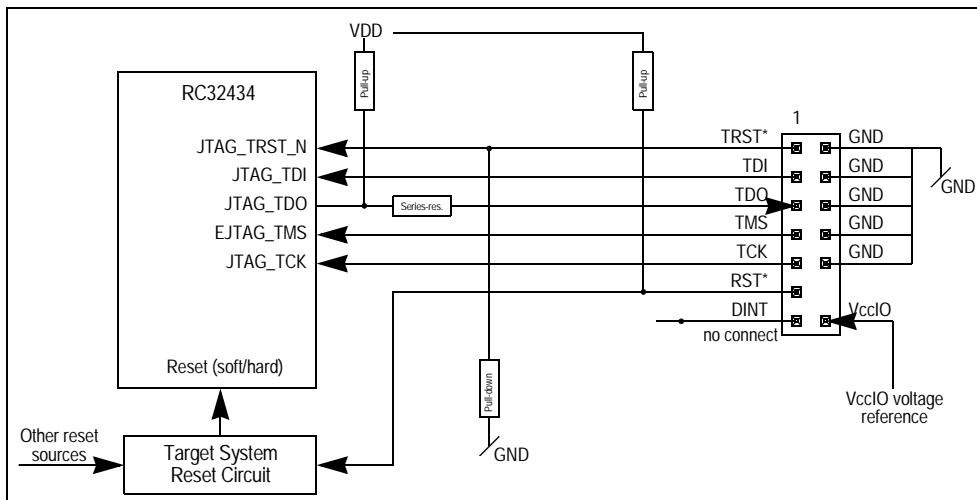 VDD
Pull-up
Pull-up
RC32434
1
JTAG_TRST_N
TRST*
GND
JTAG_TDI
TDI
GND
GND
JTAG_TDO
Series-res.
TDO
GND
EJTAG_TMS
TMS
GND
JTAG_TCK
TCK
GND
RST*
DINT
VccIO
no connect
Reset (soft/hard)
Pull-down
VccIO voltage
reference
Other reset
sources
Target System
Reset Circuit
GND